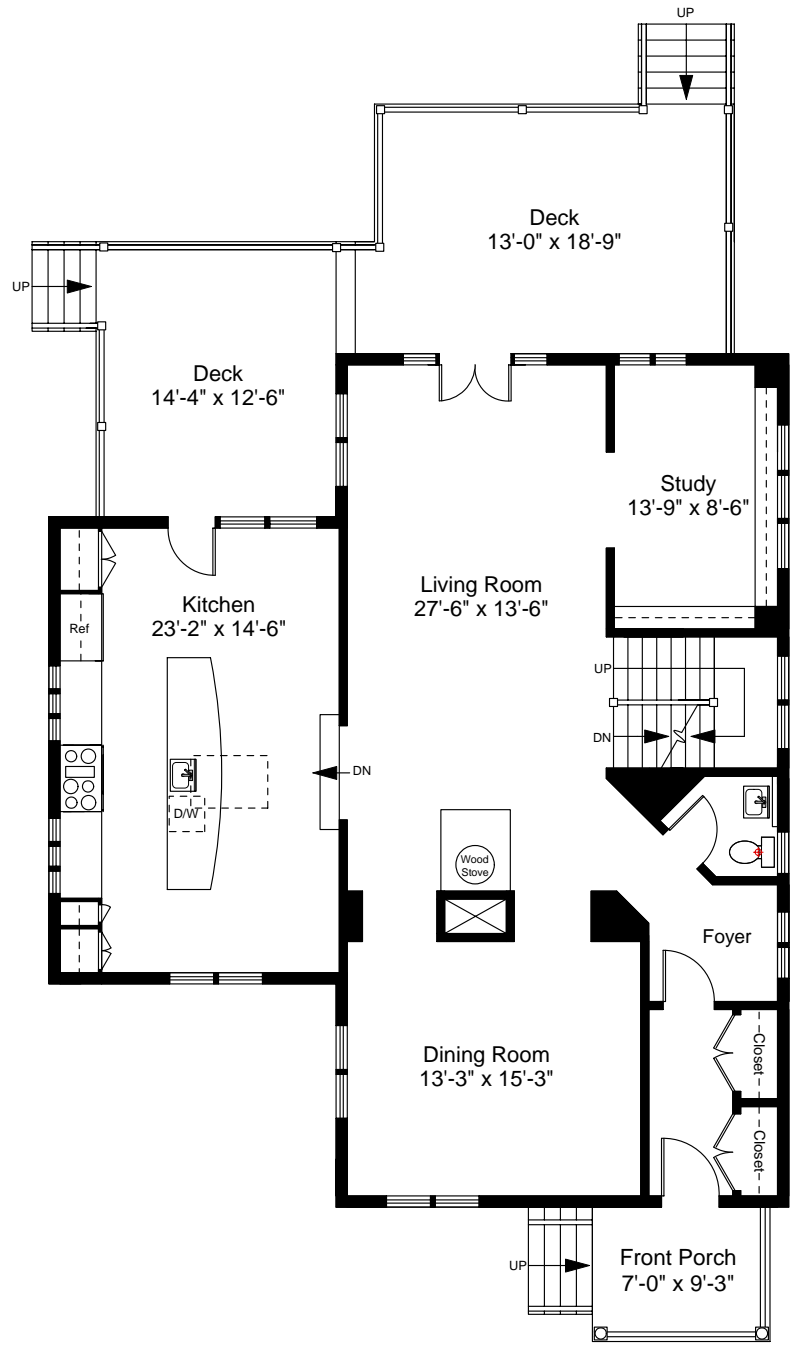 UP
Deck
13'-0" x 18'-9"
UP
Deck
14'-4" x 12'-6"
Study
13'-9" x 8'-6"
Living Room
27'-6" x 13'-6"
Kitchen
23'-2" x 14'-6"
Ref
UP
DN
DN
D/W
Wood
Stove
Foyer
Dining Room
13'-3" x 15'-3"
Closet
Closet
Front Porch
7'-0" x 9'-3"
UP